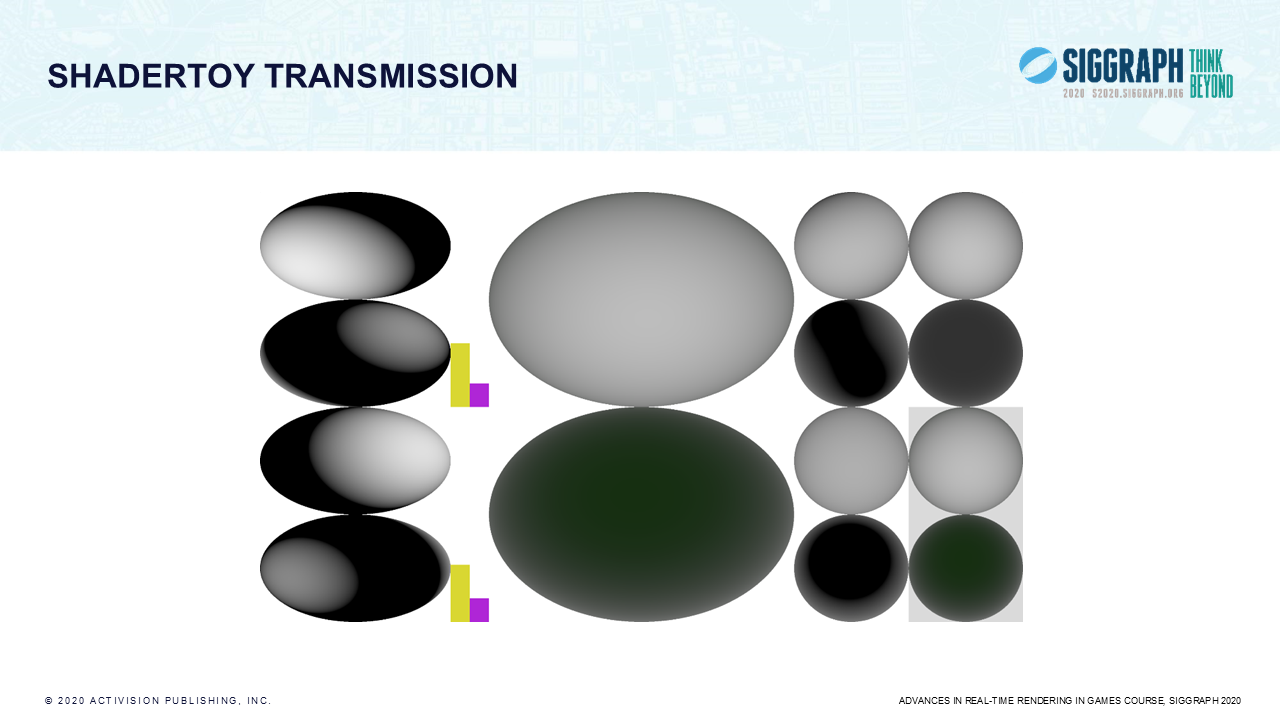 SHADERTOY TRANSMISSION
SIGGRAPH
THINK
BEYOND
2020 S2020.SIGGRAPH.ORG
© 2020 ACTIVISION PUBLISHING, INC.
ADVANCES IN REAL-TIME RENDERING IN GAMES COURSE, SIGGRAPH 2020